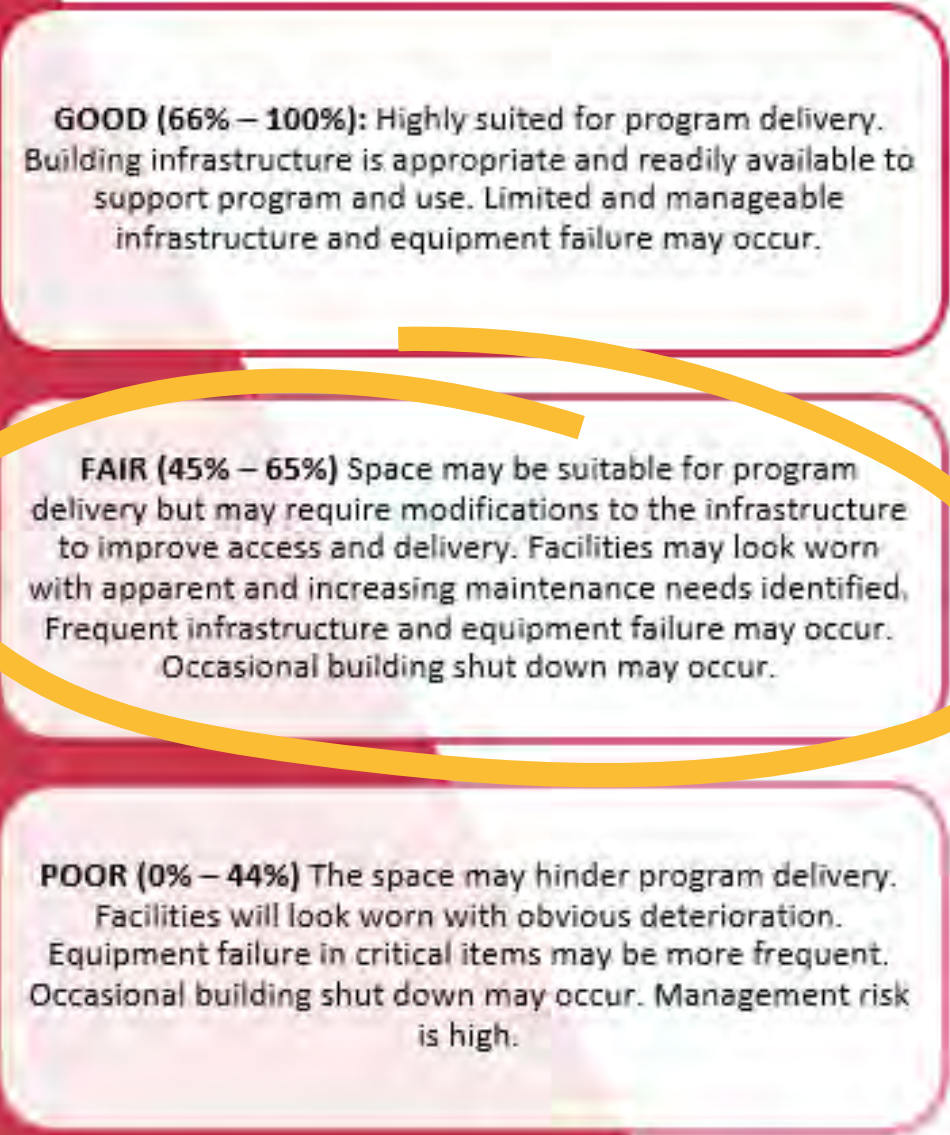 GOOD (66% – 100%): Highly suited for program delivery.
Building infrastructure is appropriate and readily available to
support program and use. Limited and manageable
infrastructure and equipment failure may occur.
FAIR (45% – 65%) Space may be suitable for program
delivery but may require modifications to the infrastructure
to improve access and delivery. Facilities may look worn
with apparent and increasing maintenance needs identified.
Frequent infrastructure and equipment failure may occur.
Occasional building shut down may occur.
POOR (0% – 44%) The space may hinder program delivery.
Facilities will look worn with obvious deterioration.
Equipment failure in critical items may be more frequent.
Occasional building shut down may occur. Management risk
is high.